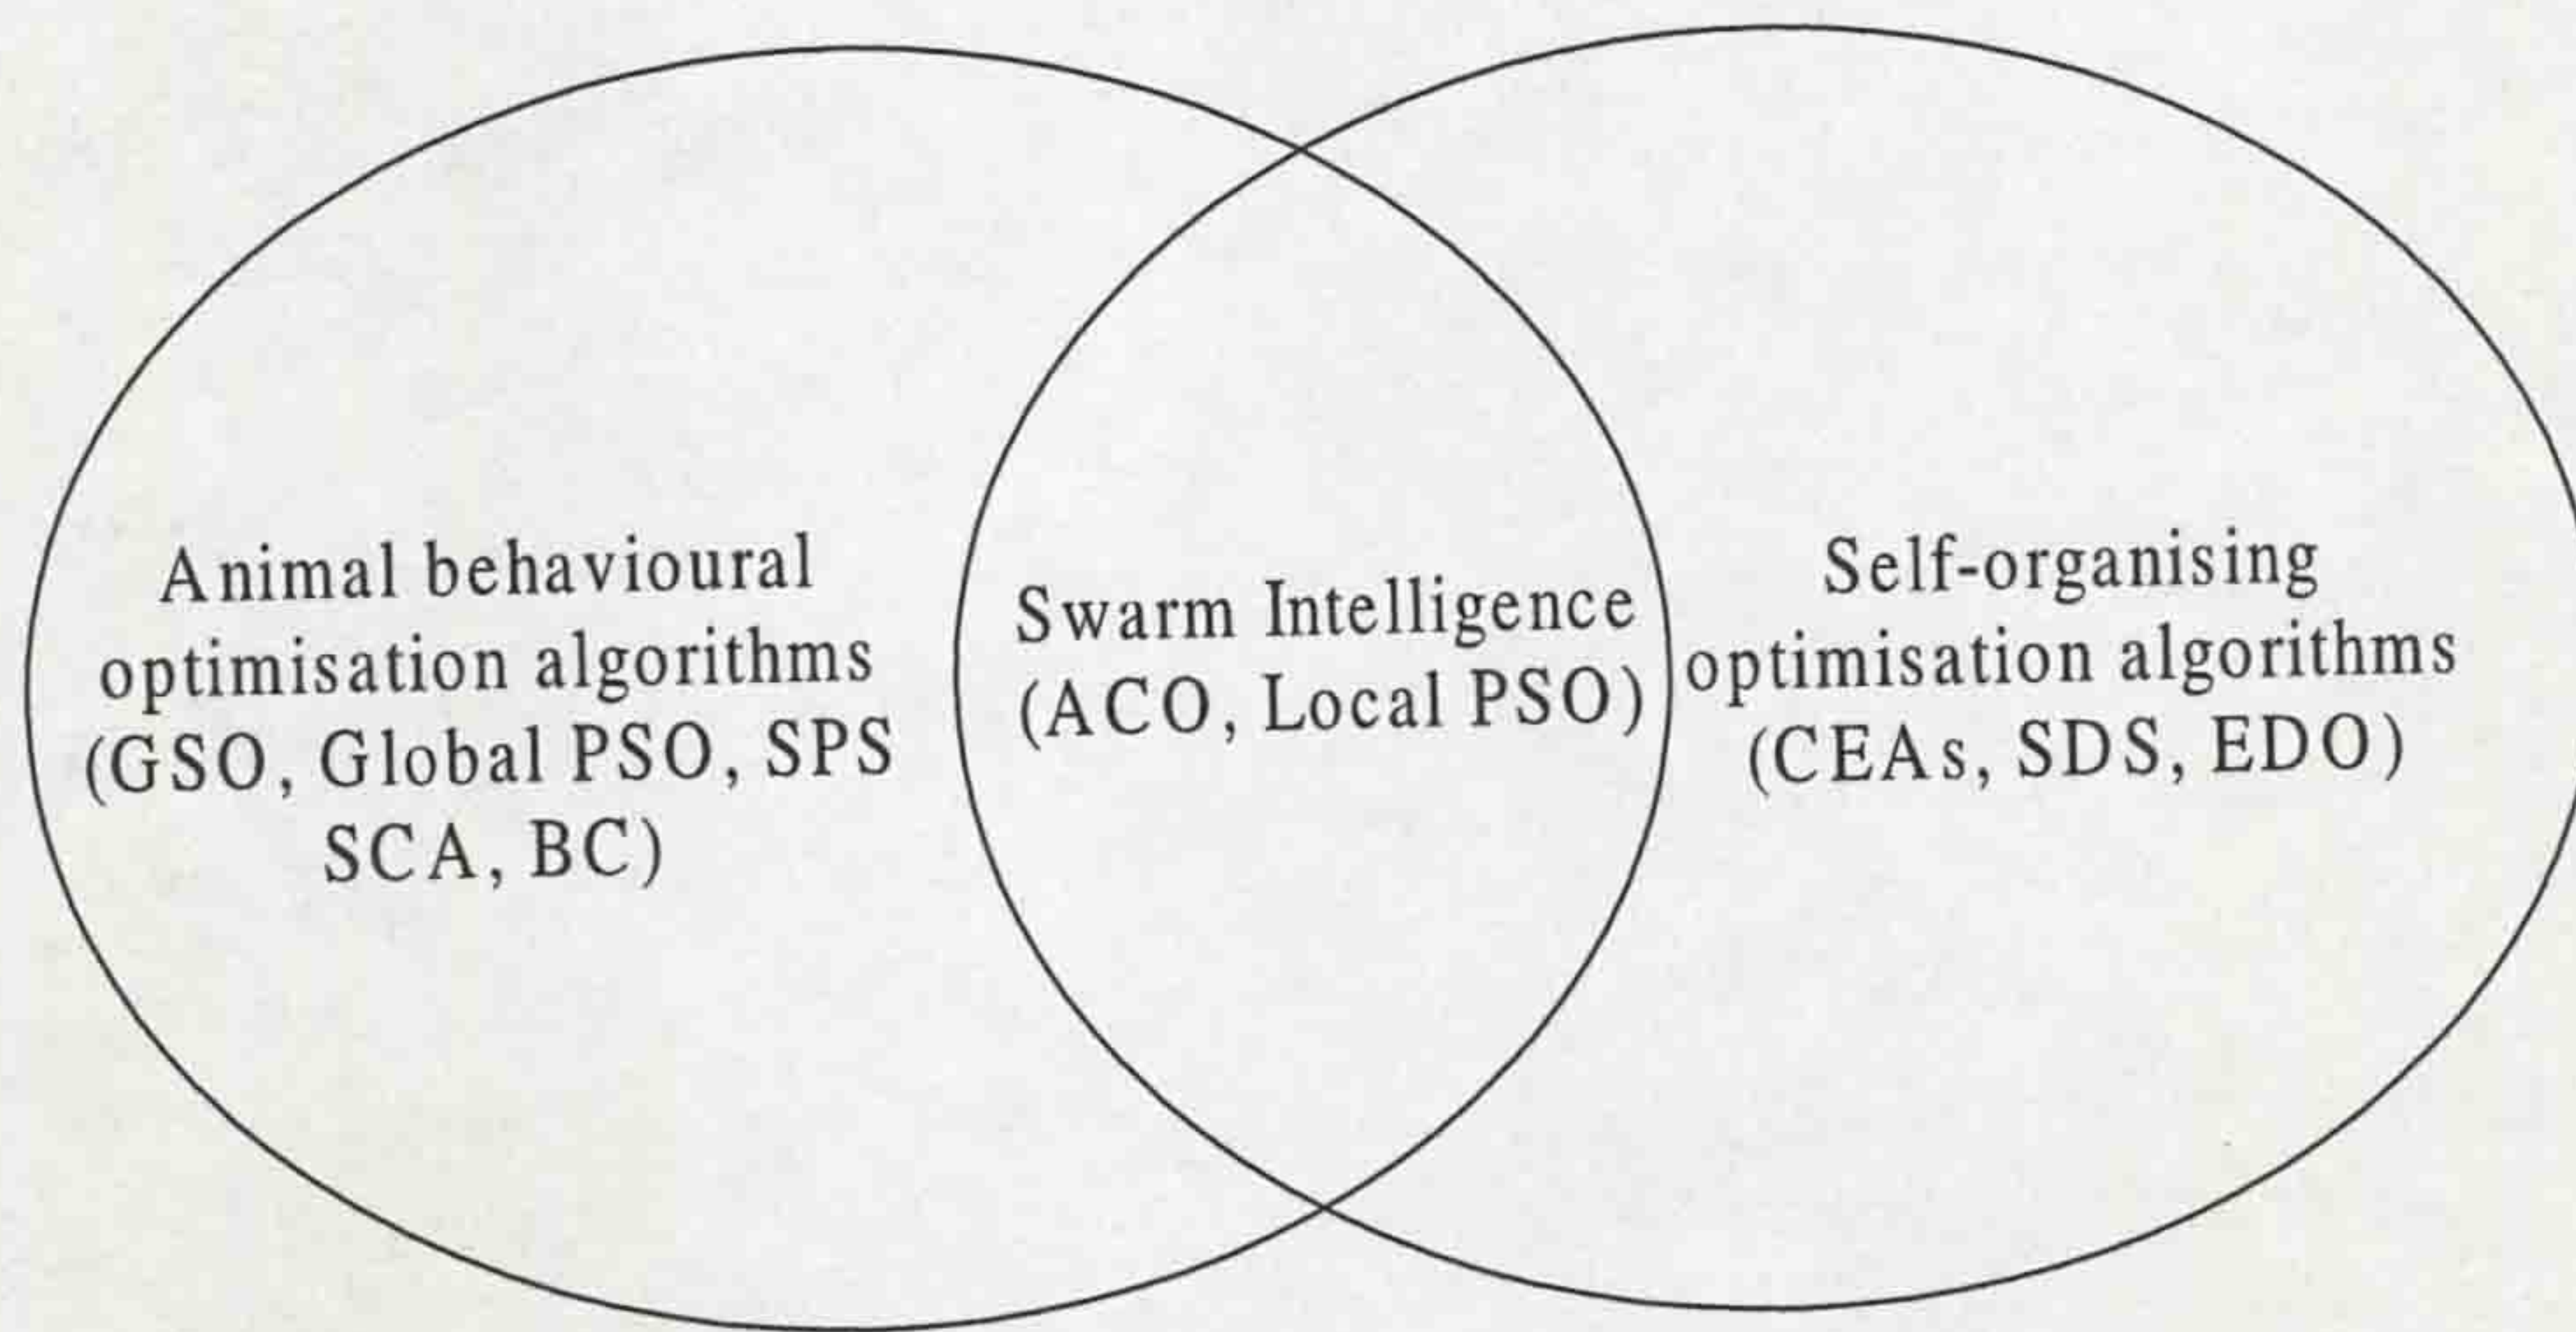 Animal behavioural
optimisation algorithms
(GSO, Global PSO, SPS
SCA, BC)
Swarm Intelligence
(ACO, Local PSO)
Self-organising
optimisation algorithms
(CEAs, SDS, EDO)